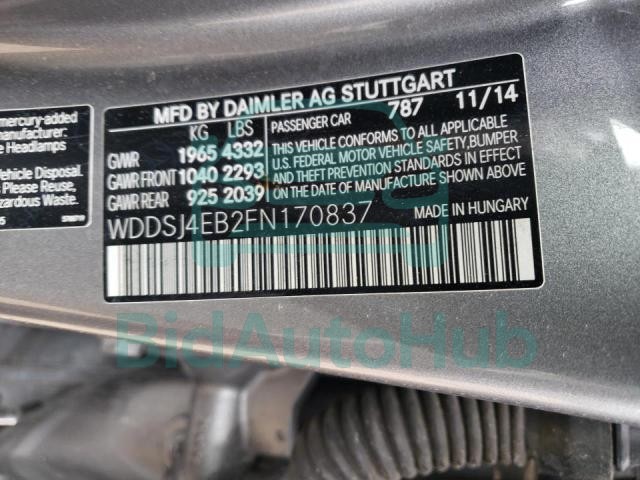 MFD BY DAIMLER AG STUTTGART
787 11/14
KG LBS
GVWR 1965 4332
GAWR FRONT 1040 2293
GAWR REAR 925 2039
PASSENGER CAR
THIS VEHICLE CONFORMS TO ALL APPLICABLE
U.S. FEDERAL MOTOR VEHICLE SAFETY,BUMPER
AND THEFT PREVENTION STANDARDS IN EFFECT
ON THE DATE OF MANUFACTURE SHOWN ABOVE.
WDDSJ4EB2FN170837
MADE IN HUNGARY
mercury-added
manufacturer:
Headlamps
Vehicle Disposal.
Please Reuse,
Hazardous Waste.
BidAutoHub